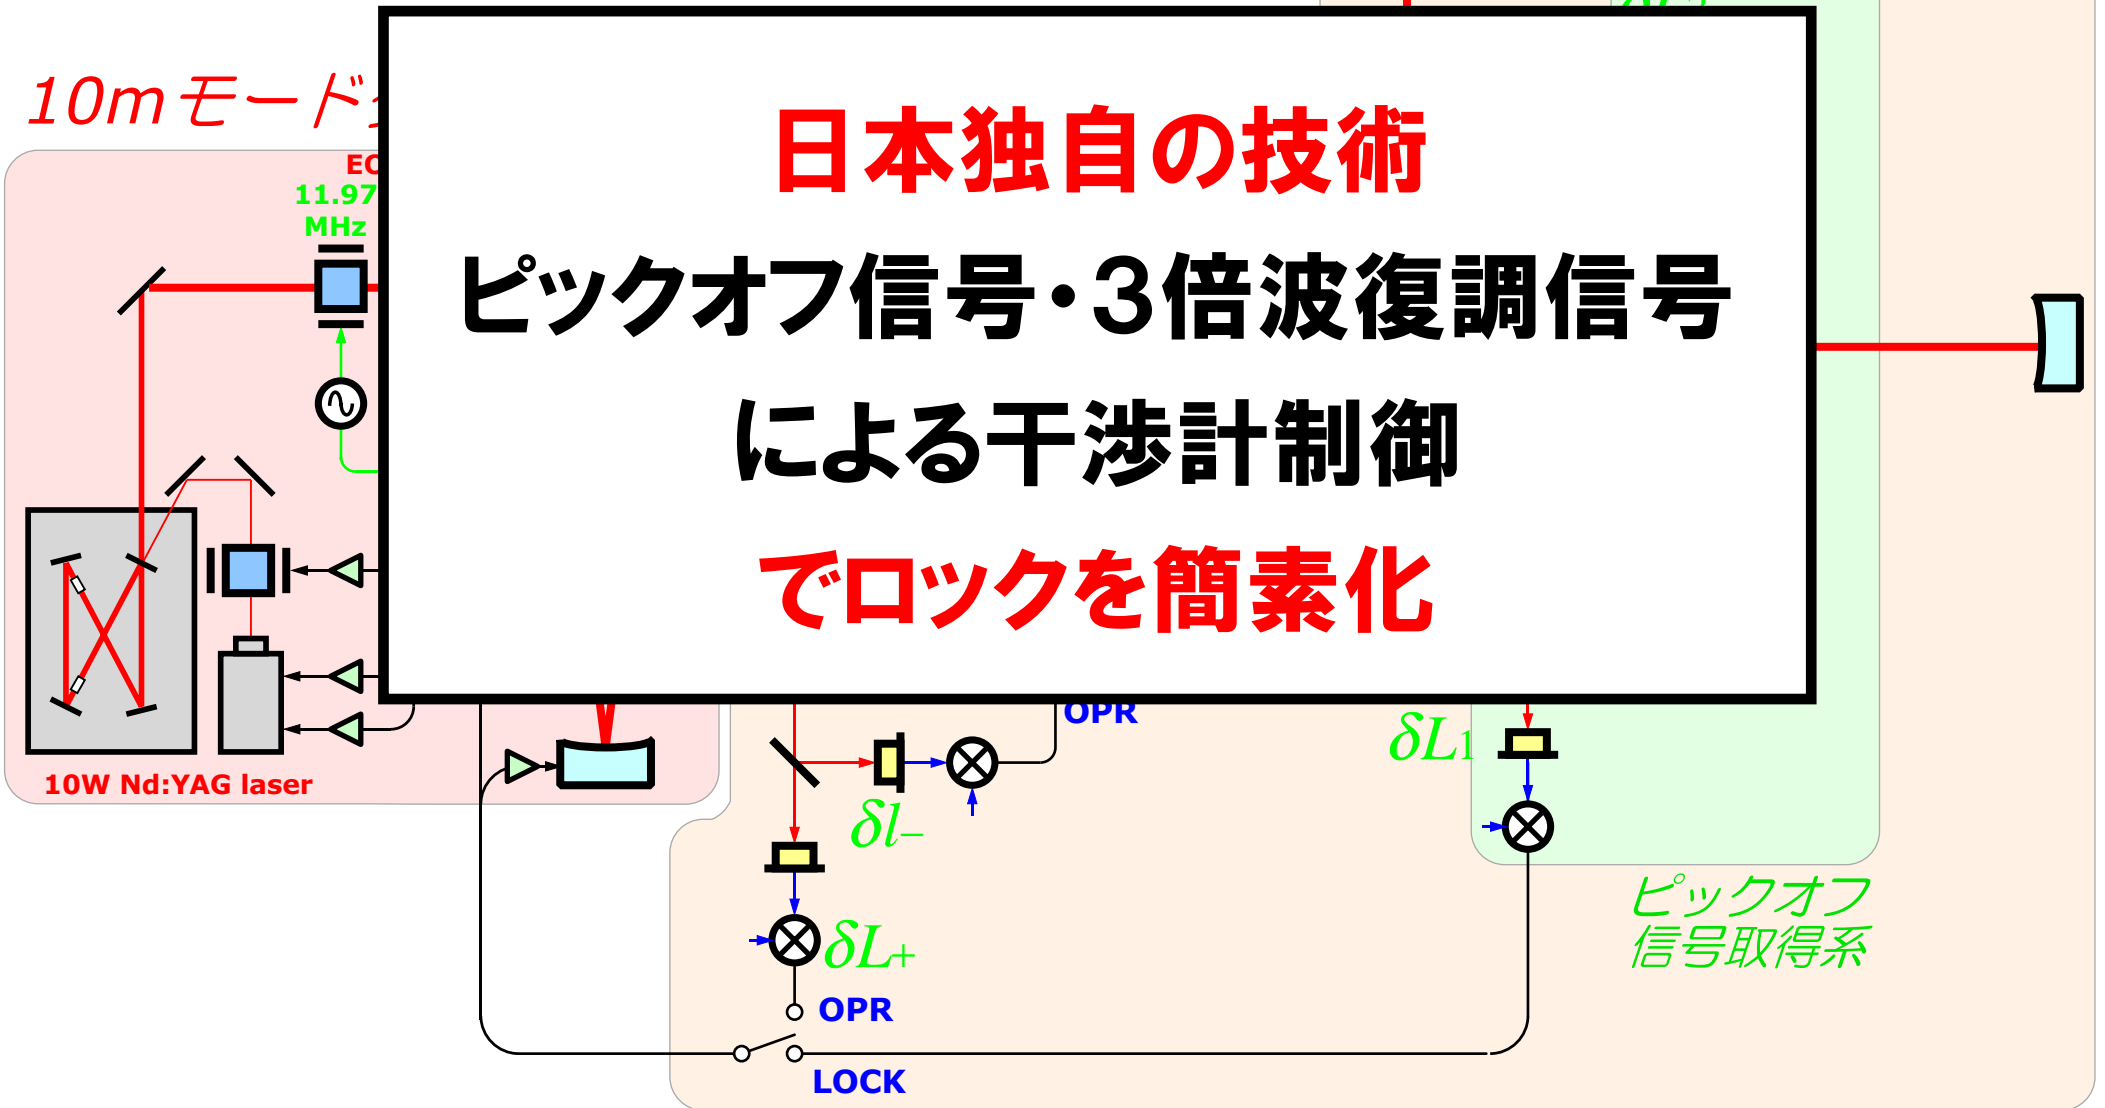 10mモード
EO
11.97
MHz
日本独自の技術
ピックオフ信号・3倍波復調信号
による干渉計制御
でロックを簡素化
10W Nd:YAG laser
OPR
δL1
δl−
δL+
OPR
LOCK
ピックオフ
信号取得系